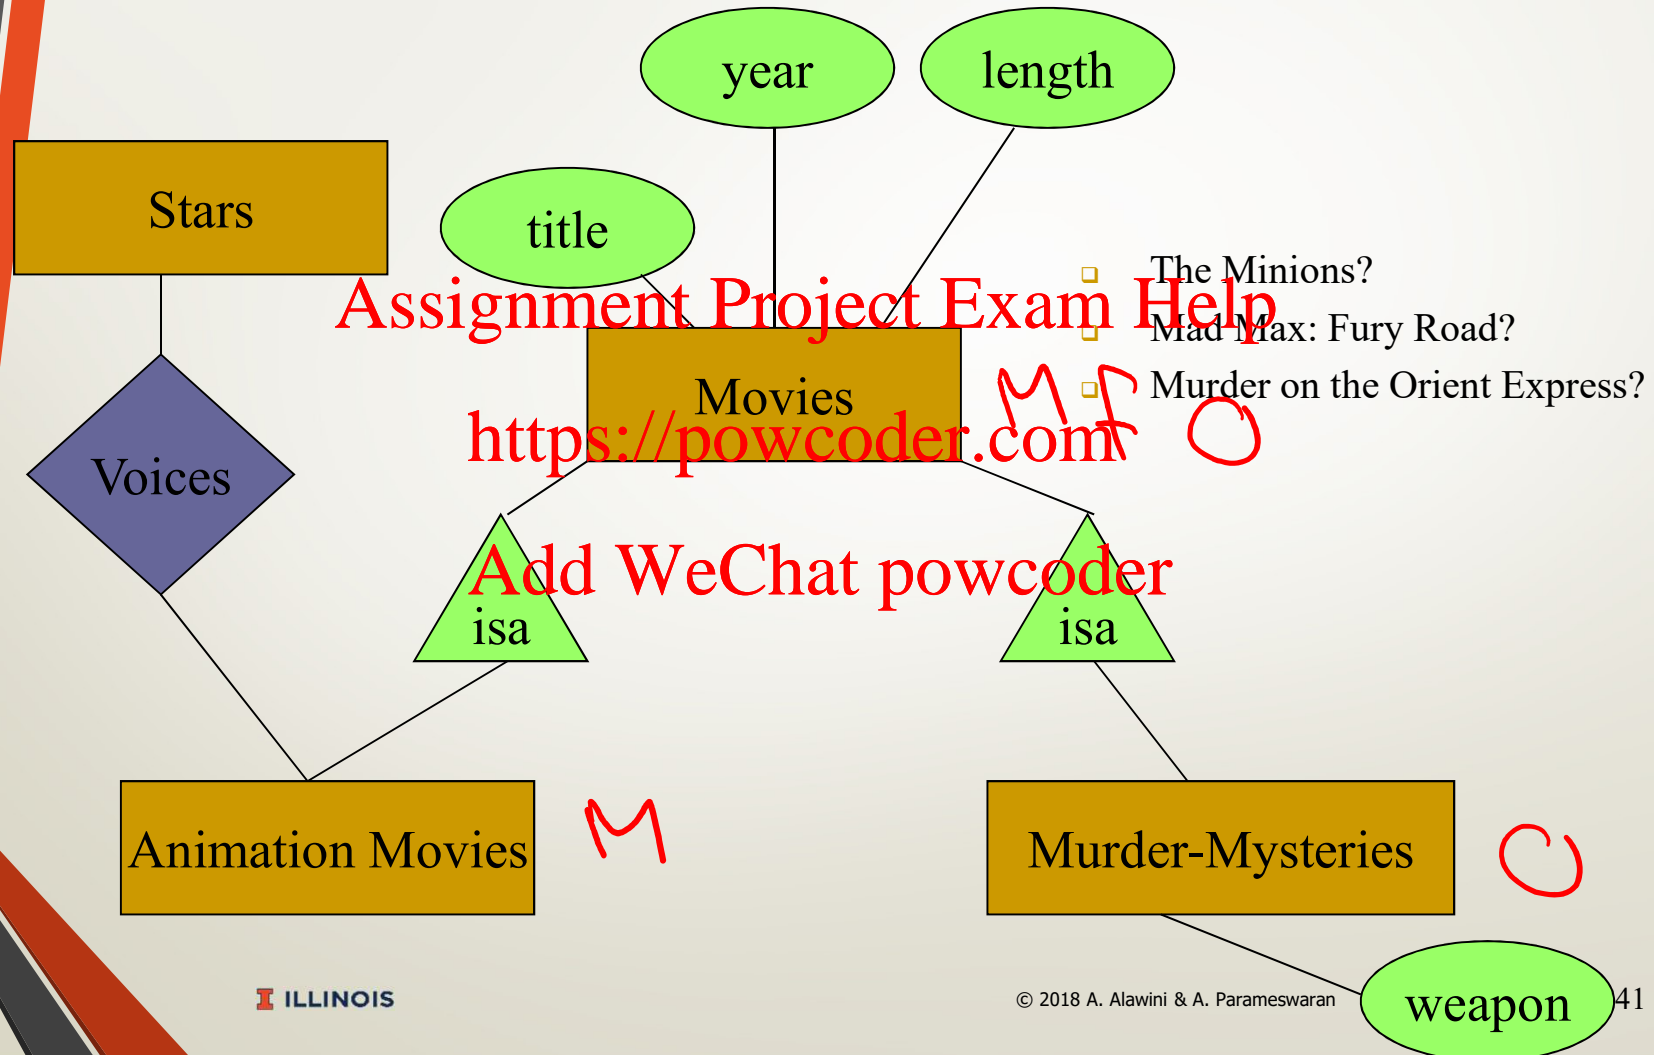 year
length
Stars
title
The Minions?
Assignment Project Exam Help
Mad Max: Fury Road?
Movies
M F O
Murder on the Orient Express?
https://powcoder.com
Voices
Add WeChat powcoder
isa
isa
Animation Movies
M
Murder-Mysteries
O
I ILLINOIS
© 2018 A. Alawini & A. Parameswaran
weapon
41